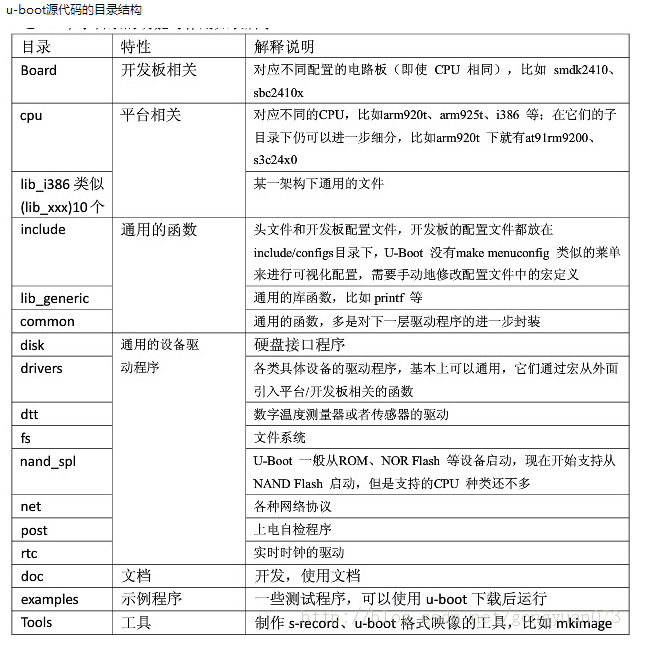 u-boot源代码的目录结构
目录 特性 解释说明
Board 开发板相关 对应不同配置的电路板（即使 CPU 相同），比如 smdk2410、
sbc2410x
cpu 平台相关 对应不同的CPU，比如arm920t、arm925t、i386 等；在它们的子
目录下仍可以进一步细分，比如arm920t 下就有at91rm9200、
s3c24x0
lib_i386 类似 某一架构下通用的文件
(lib_xxx)10 个
include 通用的函数 头文件和开发板配置文件，开发板的配置文件都放在
include/configs目录下，U-Boot 没有make menuconfig 类似的菜单
来进行可视化配置，需要手动地修改配置文件中的宏定义
lib_generic 通用的库函数，比如 printf 等
common 通用的函数，多是对下一层驱动程序的进一步封装
disk 通用的设备驱 硬盘接口程序
drivers 动程序 各类具体设备的驱动程序，基本上可以通用，它们通过宏从外面
引入平台/开发板相关的函数
dtt 数字温度测量器或者传感器的驱动
fs 文件系统
nand_spl U-Boot 一般从ROM、NOR Flash 等设备启动，现在开始支持从
NAND Flash 启动，但是支持的CPU 种类还不多
net 各种网络协议
post 上电自检程序
rtc 实时时钟的驱动
doc 文档 开发，使用文档
examples 示例程序 一些测试程序，可以使用 u-boot 下载后运行
Tools 工具 制作 s-record、u-boot 格式映像的工具，比如 mkimage